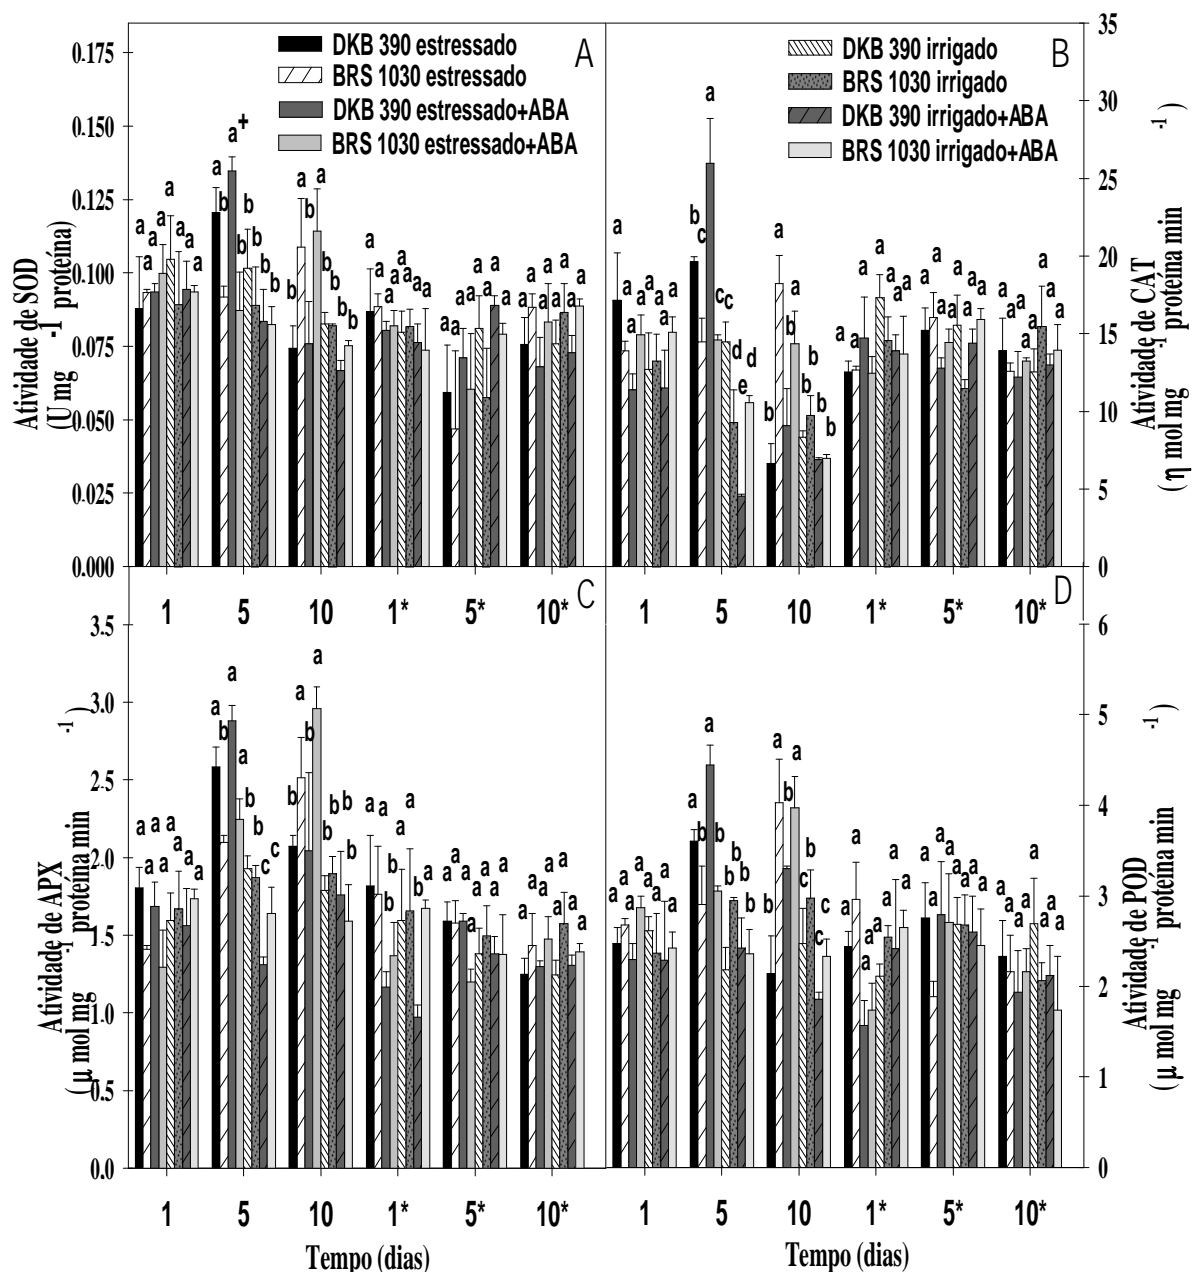 A
DKB 390 estressado
BRS 1030 estressado
DKB 390 estressado+ABA
BRS 1030 estressado+ABA
B
DKB 390 irrigado
BRS 1030 irrigado
DKB 390 irrigado+ABA
BRS 1030 irrigado+ABA
Atividade de SOD
(U mg -1 proteína)
0.175
0.150
0.125
0.100
0.075
0.050
0.025
0.000
Atividade de CAT
(η mol mg -1 proteína min -1)
35
30
25
20
15
10
5
0
1 5 10 1* 5* 10*
1 5 10 1* 5* 10*
C
D
Atividade de APX
(μ mol mg -1 proteína min -1)
3.5
3.0
2.5
2.0
1.5
1.0
0.5
0.0
Atividade de POD
(μ mol mg -1 proteína min -1)
6
5
4
3
2
1
0
1 5 10 1* 5* 10*
1 5 10 1* 5* 10*
Tempo (dias)
Tempo (dias)